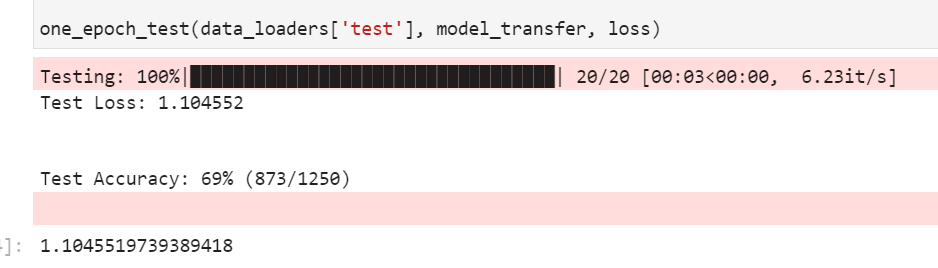 one_epoch_test(data_loaders['test'], model_transfer, loss)
Testing: 100%|██████████████████████████████████| 20/20 [00:03<00:00,  6.23it/s]
Test Loss: 1.104552
Test Accuracy: 69% (873/1250)
]: 1.1045519739389418